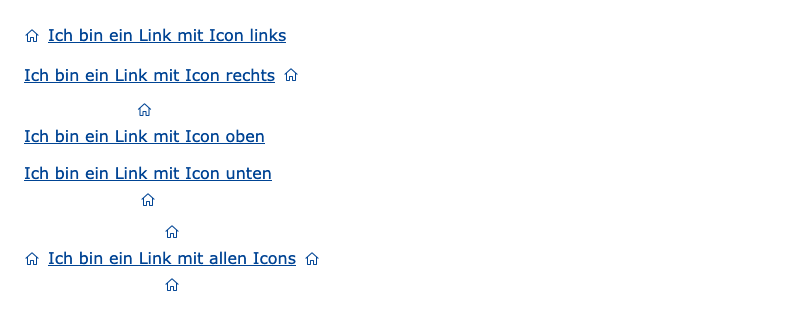 Ich bin ein Link mit Icon links
Ich bin ein Link mit Icon rechts
Ich bin ein Link mit Icon oben
Ich bin ein Link mit Icon unten
Ich bin ein Link mit allen Icons